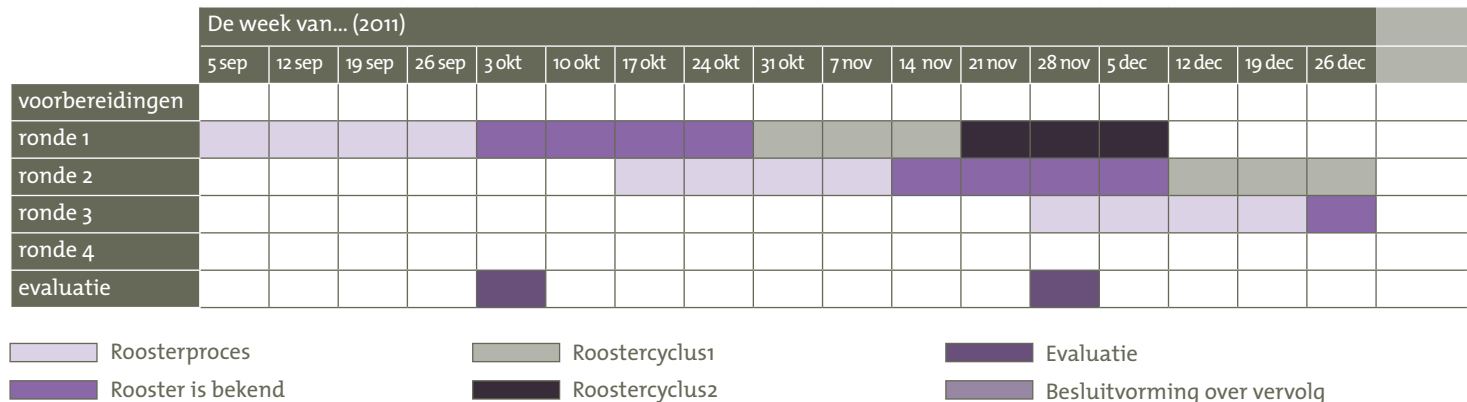 De week van... (2011)
5 sep 12 sep 19 sep 26 sep 3 okt 10 okt 17 okt 24 okt 31 okt 7 nov 14 nov 21 nov 28 nov 5 dec 12 dec 19 dec 26 dec
voorbereidingen
ronde 1
ronde 2
ronde 3
ronde 4
evaluatie
Roosterproces Roostercyclus1 Evaluatie
Rooster is bekend Roostercyclus2 Besluitvorming over vervolg